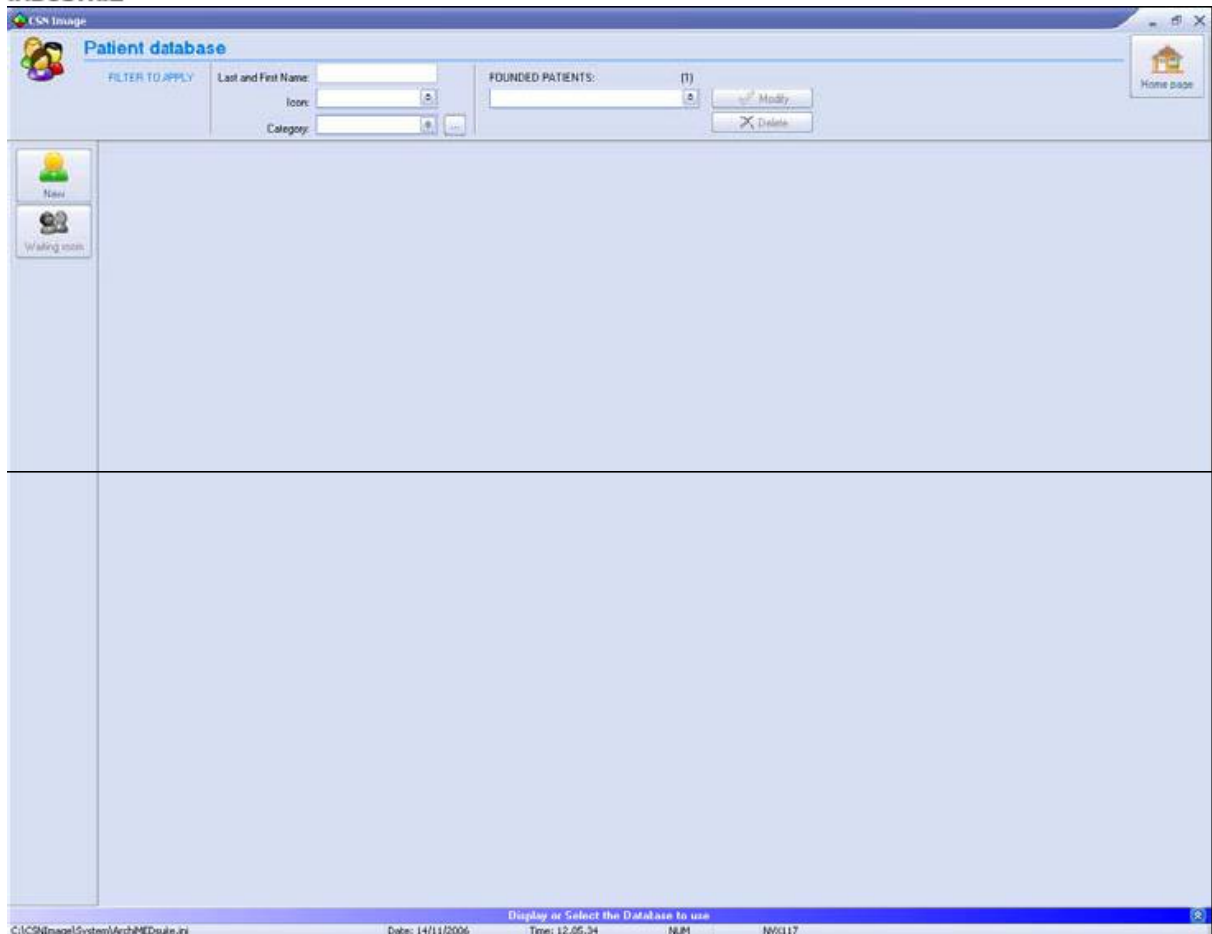 CSN Image
Patient database
FILTER TO APPLY
Last and First Name:
FOUNDED PATIENTS: (1)
Home page
Icon:
Modify
Category:
...
Delete
New
Waiting room
Display or Select the Database to use
C:\CSNImage\System\ArchiMEDsuite.ini Date: 14/11/2006 Time: 12.05.34 NUM